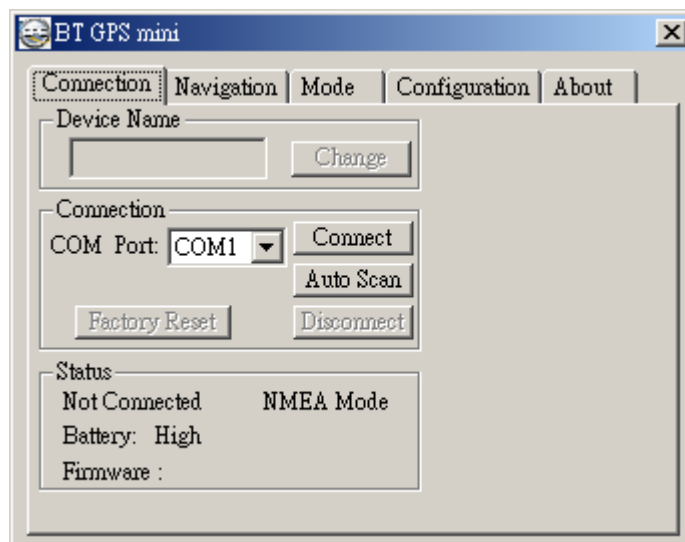 BT GPS mini
Connection Navigation Mode Configuration About
Device Name
Change
Connection
COM Port: COM1 Connect
Auto Scan
Factory Reset Disconnect
Status
Not Connected NMEA Mode
Battery: High
Firmware :